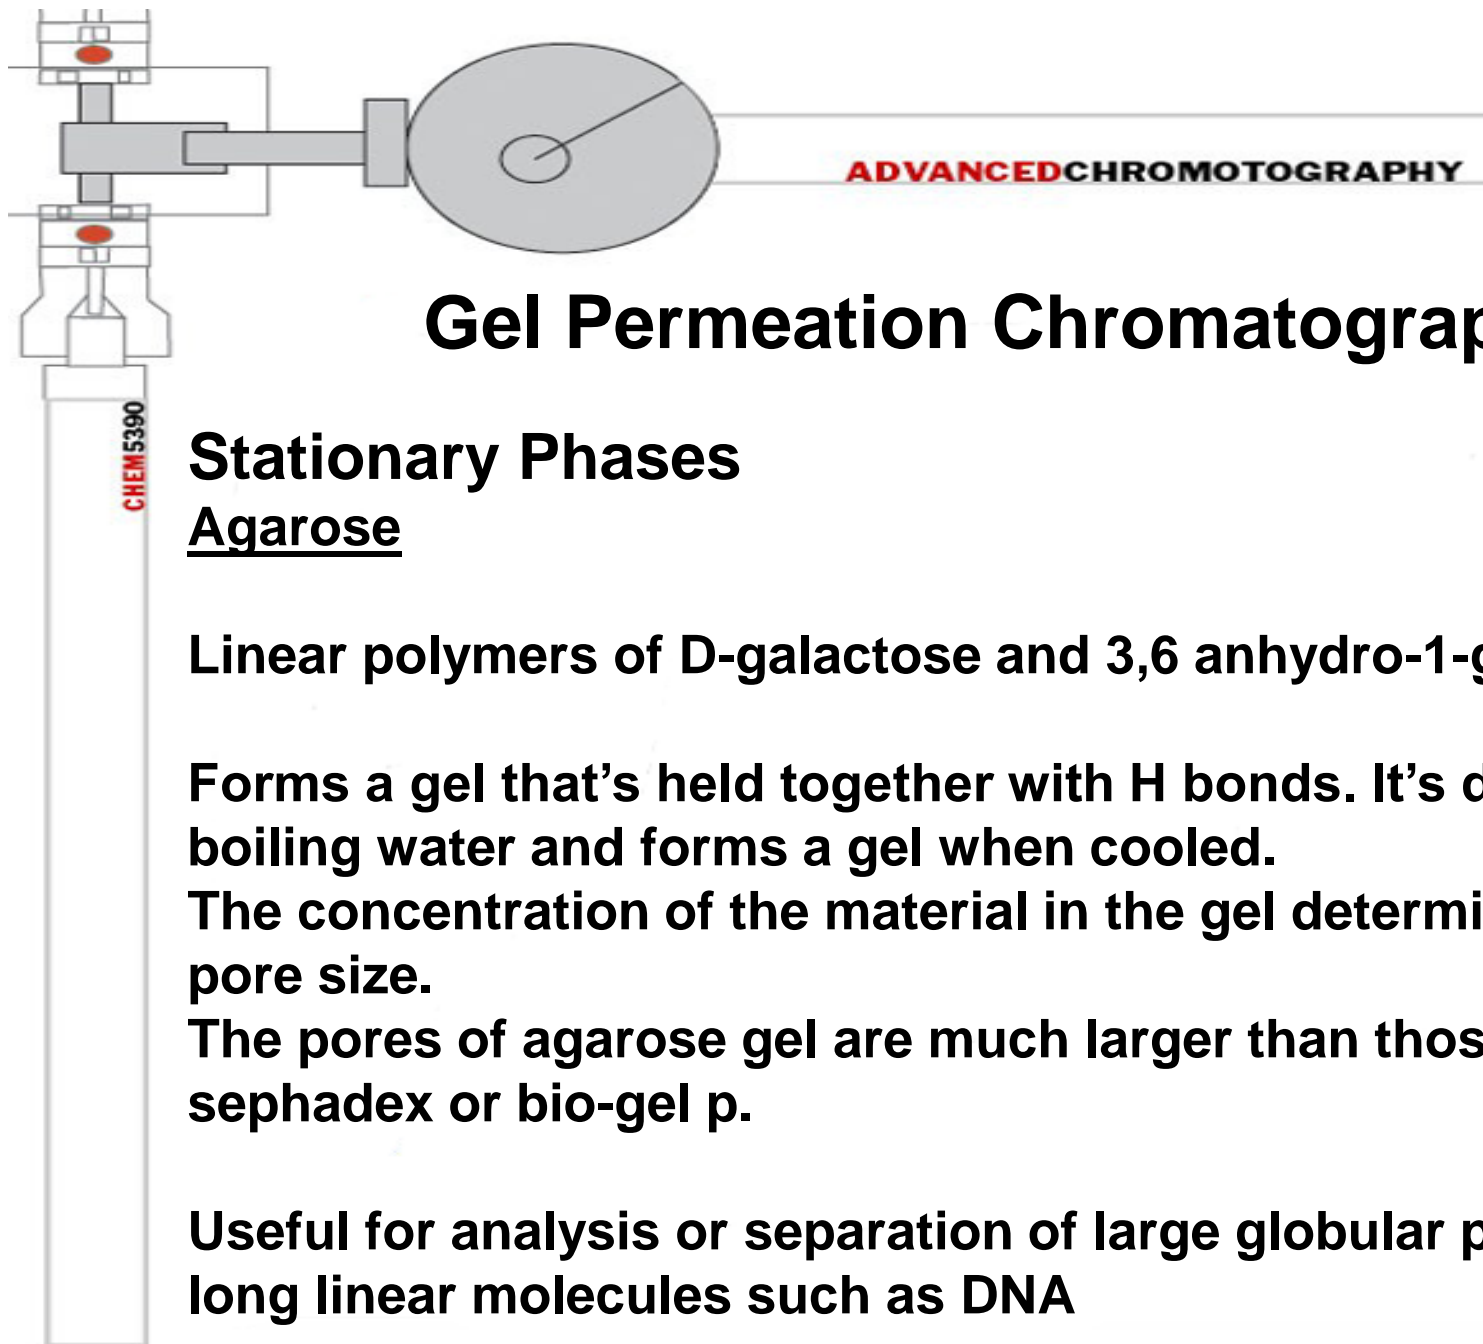 ADVANCEDCHROMOTOGRAPHY
Gel Permeation Chromatograp
CHEM5390
Stationary Phases
Agarose
Linear polymers of D-galactose and 3,6 anhydro-1-g
Forms a gel that’s held together with H bonds. It’s d
boiling water and forms a gel when cooled.
The concentration of the material in the gel determi
pore size.
The pores of agarose gel are much larger than thos
sephadex or bio-gel p.
Useful for analysis or separation of large globular p
long linear molecules such as DNA